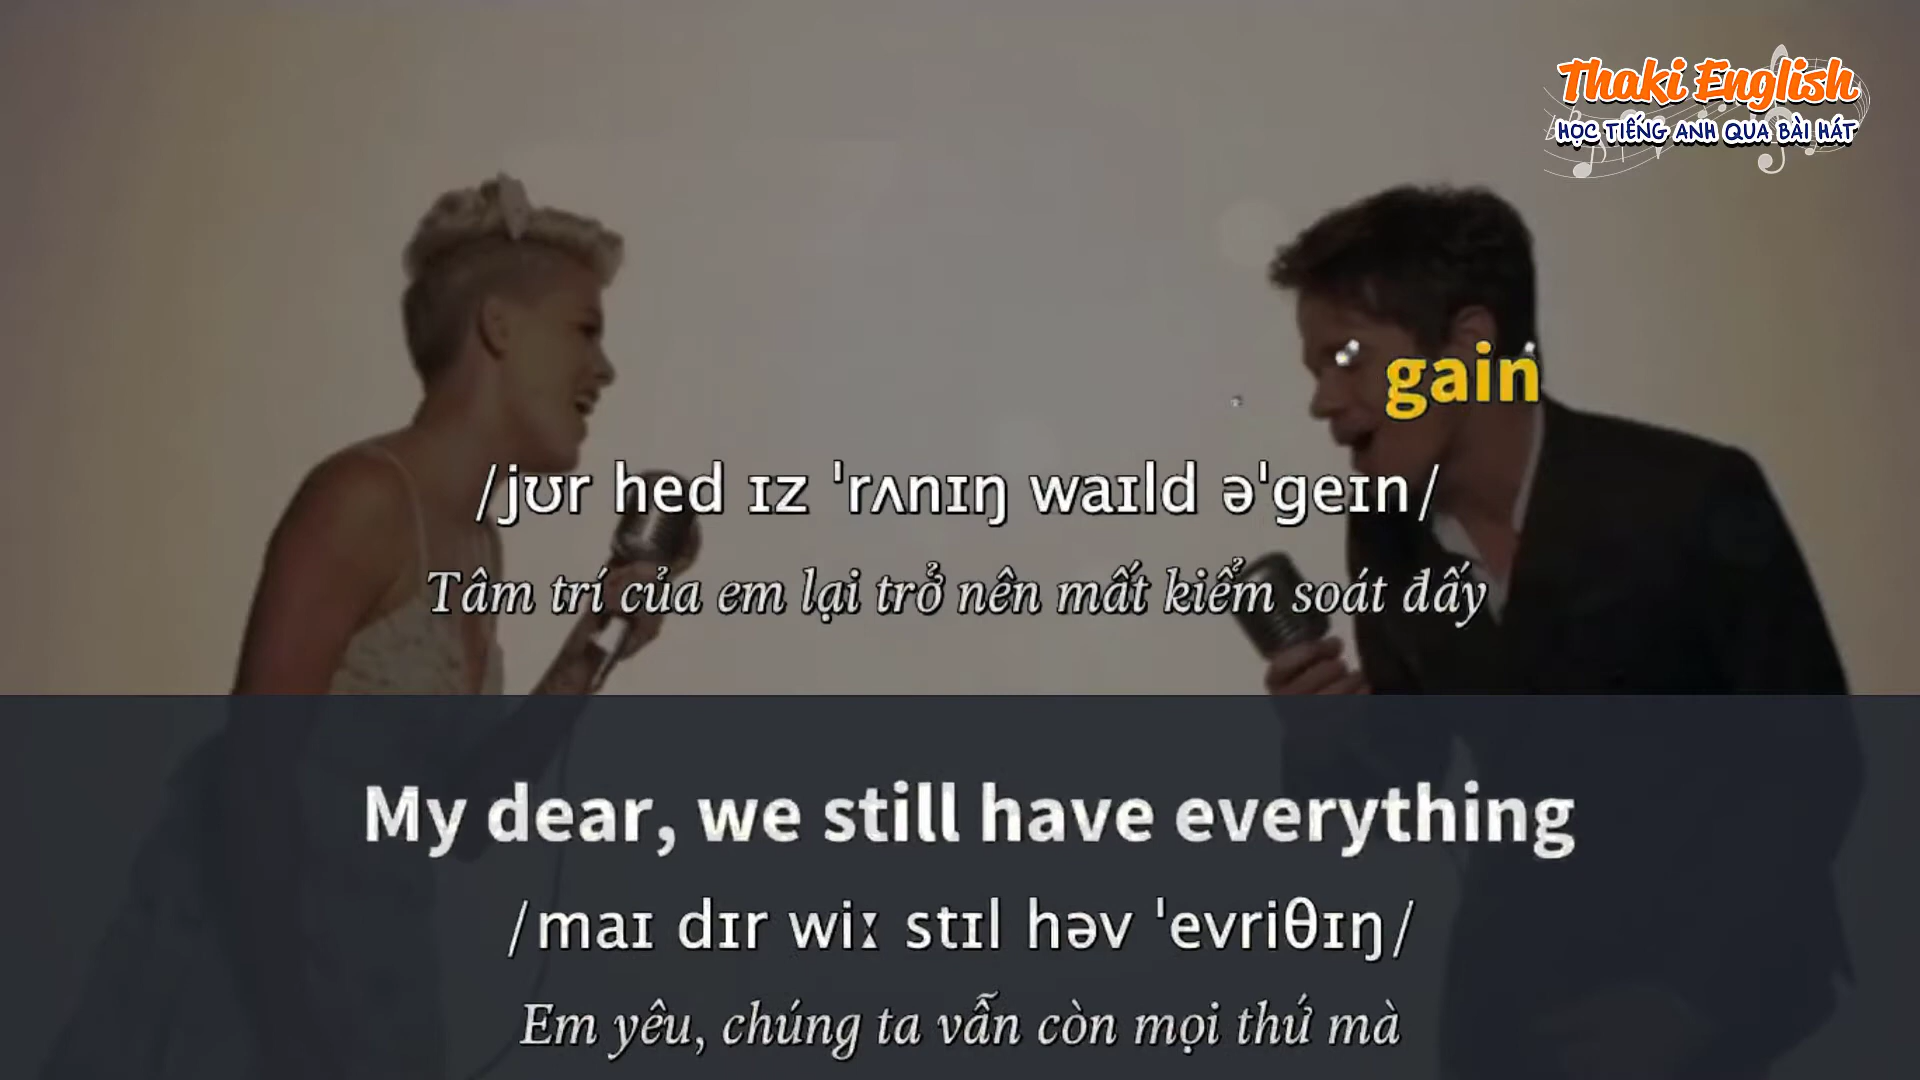 Thaki English
HỌC TIẾNG ANH QUA BÀI HÁT
gain
/jʊr hed ɪz ˈrʌnɪŋ waɪld əˈgeɪn/
Tâm trí của em lại trở nên mất kiểm soát đấy
My dear, we still have everything
/maɪ dɪr wiː stɪl həv ˈevriθɪŋ/
Em yêu, chúng ta vẫn còn mọi thứ mà